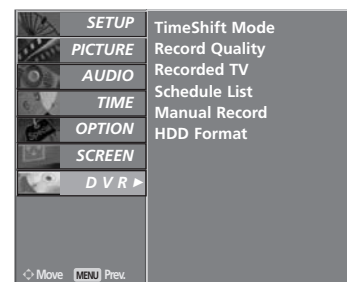 SETUP
PICTURE
AUDIO
TIME
OPTION
SCREEN
D V R
TimeShift Mode
Record Quality
Recorded TV
Schedule List
Manual Record
HDD Format
Move MENU Prev.